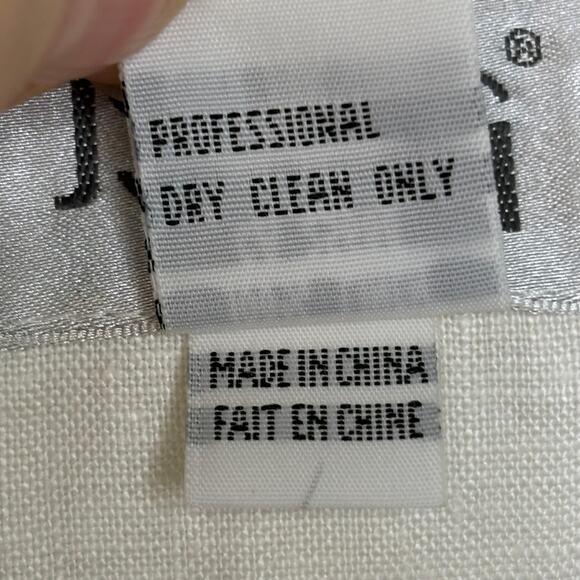 J ®
PROFESSIONAL
DRY CLEAN ONLY
MADE IN CHINA
FAIT EN CHINE